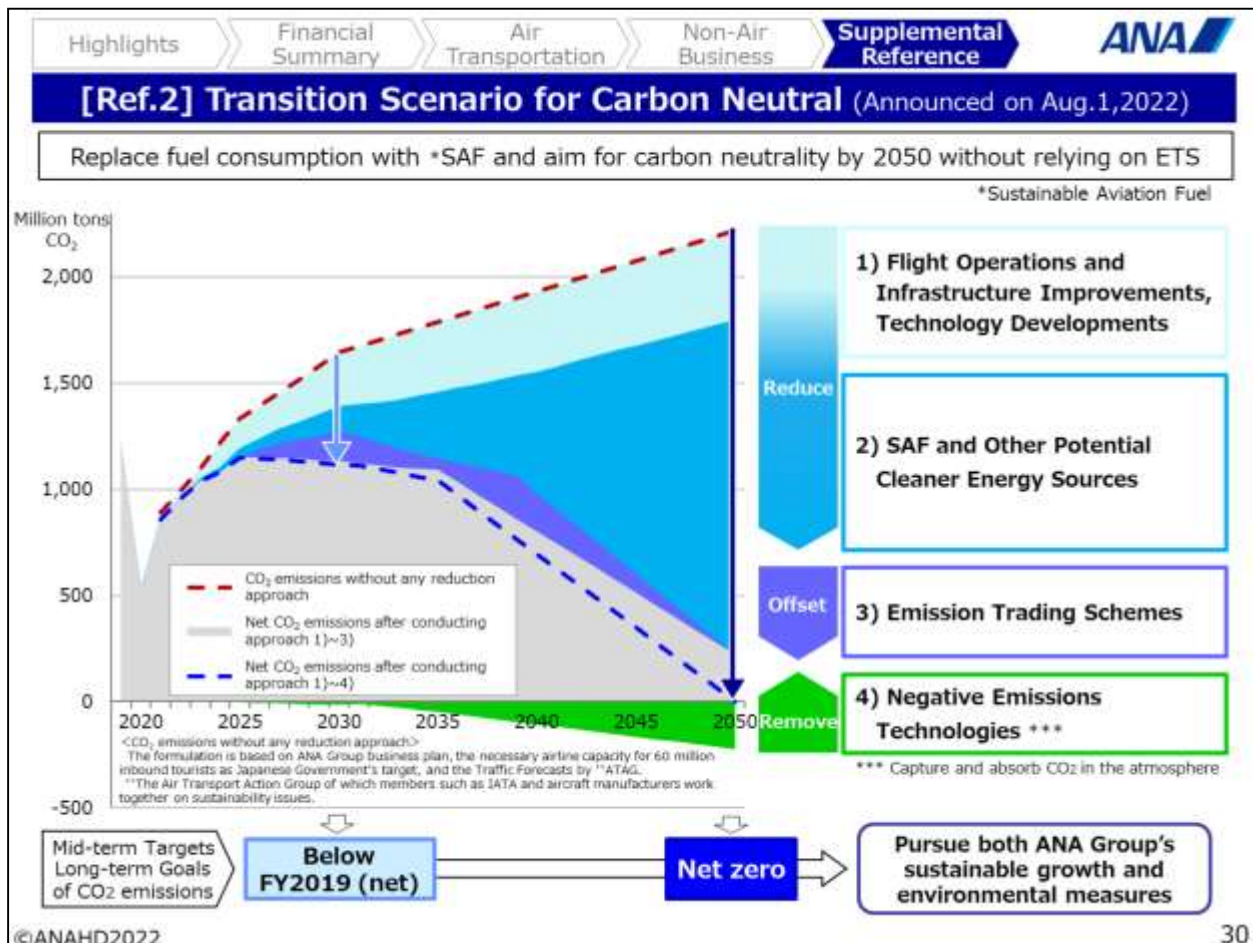 Highlights
Financial
Summary
Air
Transportation
Non-Air
Business
Supplemental
Reference
ANA
[Ref.2] Transition Scenario for Carbon Neutral (Announced on Aug.1,2022)
Replace fuel consumption with *SAF and aim for carbon neutrality by 2050 without relying on ETS
*Sustainable Aviation Fuel
Million tons
CO₂
2,000
1,500
1,000
500
0
-500
CO₂ emissions without any reduction
approach
Net CO₂ emissions after conducting
approach 1)~3)
Net CO₂ emissions after conducting
approach 1)~4)
2020 2025 2030 2035 2040 2045 2050
<CO₂ emissions without any reduction approach>
The formulation is based on ANA Group business plan, the necessary airline capacity for 60 million
inbound tourists as Japanese Government's target, and the Traffic Forecasts by **ATAG.
**The Air Transport Action Group of which members such as IATA and aircraft manufacturers work
together on sustainability issues.
Reduce
1) Flight Operations and
Infrastructure Improvements,
Technology Developments
2) SAF and Other Potential
Cleaner Energy Sources
Offset
3) Emission Trading Schemes
Remove
4) Negative Emissions
Technologies ***
*** Capture and absorb CO₂ in the atmosphere
Mid-term Targets
Long-term Goals
of CO₂ emissions
Below
FY2019 (net)
Net zero
Pursue both ANA Group's
sustainable growth and
environmental measures
©ANAHD2022
30